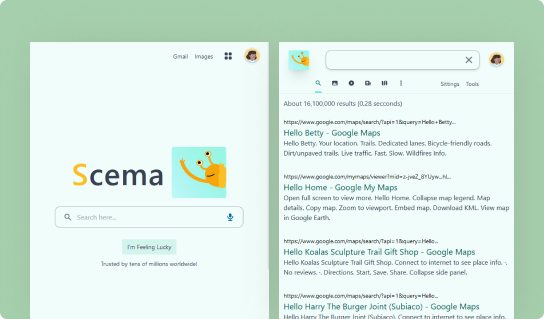 Gmail Images
Scema
Search here...
I'm Feeling Lucky
Trusted by tens of millions worldwide!
Settings Tools
About 16,100,000 results (0.28 seconds)
https://www.google.com/maps/search/?api=1&query=Hello+Betty...
Hello Betty - Google Maps
Hello Betty. Your location. Trails. Dedicated lanes. Bicycle-friendly roads.
Dirt/unpaved trails. Live traffic. Fast. Slow. Wildfires Info.
https://www.google.com/mymaps/viewer?mid=z-jveZ_8YUyw...hl...
Hello Home - Google My Maps
Open full screen to view more. Hello Home. Collapse map legend. Map
details. Copy map. Zoom to viewport. Embed map. Download KML. View map
in Google Earth.
https://www.google.com/maps/search/?api=1&query=Hello...
Hello Koalas Sculpture Trail Gift Shop - Google Maps
Hello Koalas Sculpture Trail Gift Shop. Connect to internet to see place info. -.
No reviews. -. Directions. Start. Save. Share. Collapse side panel.
https://www.google.com/maps/search/?api=1&query=Hello...
Hello Harry The Burger Joint (Subiaco) - Google Maps
Hello Harry The Burger Joint (Subiaco). Connect to internet to see place info.